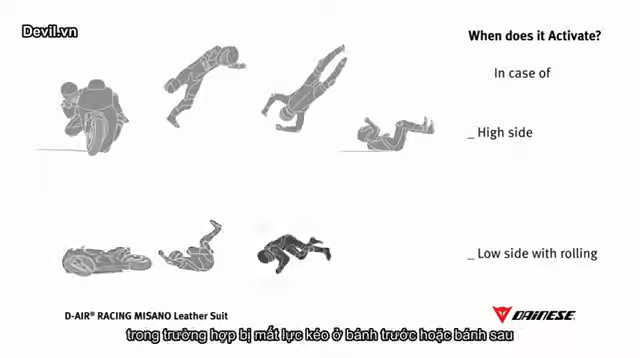 Devil.vn
When does it Activate?
In case of
_ High side
_ Low side with rolling
D-AIR® RACING MISANO Leather Suit
DAINESE
trong trường hợp bị mất lực kéo ở bánh trước hoặc bánh sau